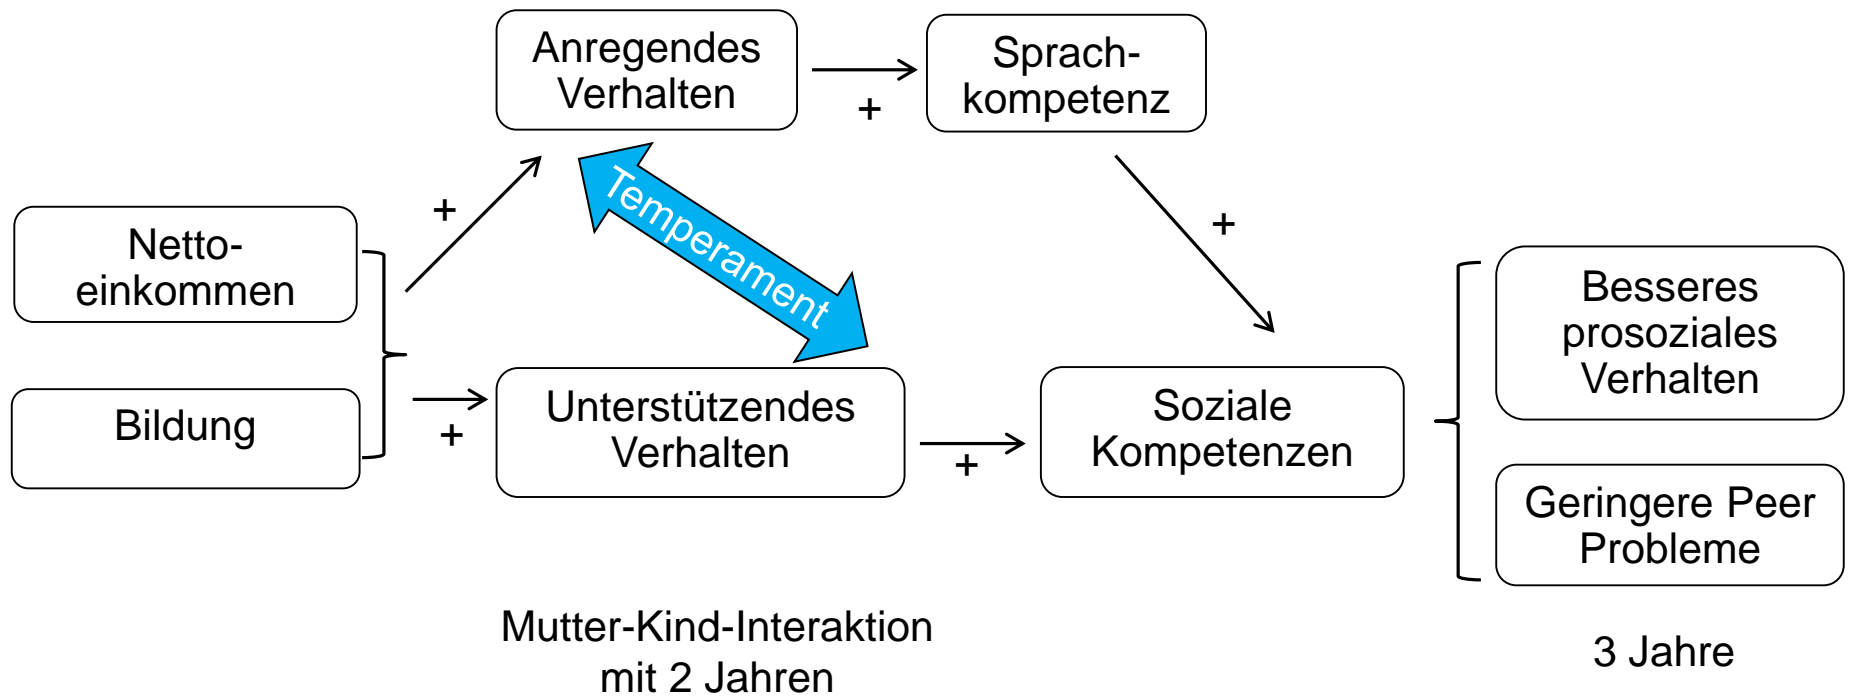 Anregendes
Verhalten
+
Sprach-
kompetenz
+
Temperament
+
Netto-
einkommen
Bildung
+
Unterstützendes
Verhalten
+
Soziale
Kompetenzen
Besseres
prosoziales
Verhalten
Geringere Peer
Probleme
Mutter-Kind-Interaktion
mit 2 Jahren
3 Jahre